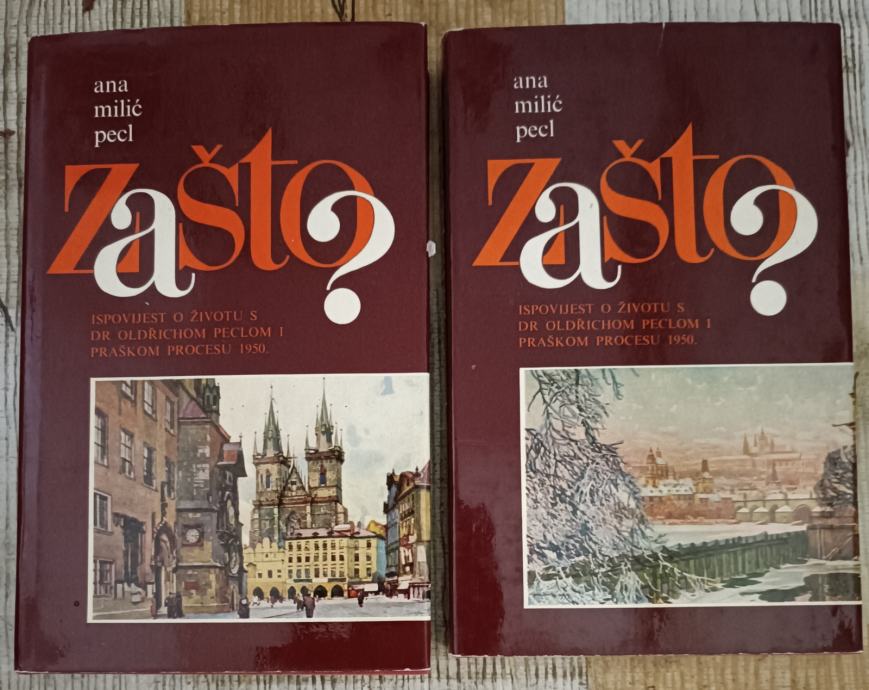 ana
milić
pecl
zašto?
ISPOVIJEST O ŽIVOTU S
DR OLDŘICHOM PECLOM I
PRAŠKOM PROCESU 1950.
ana
milić
pecl
zašto?
ISPOVIJEST O ŽIVOTU S
DR OLDŘICHOM PECLOM I
PRAŠKOM PROCESU 1950.